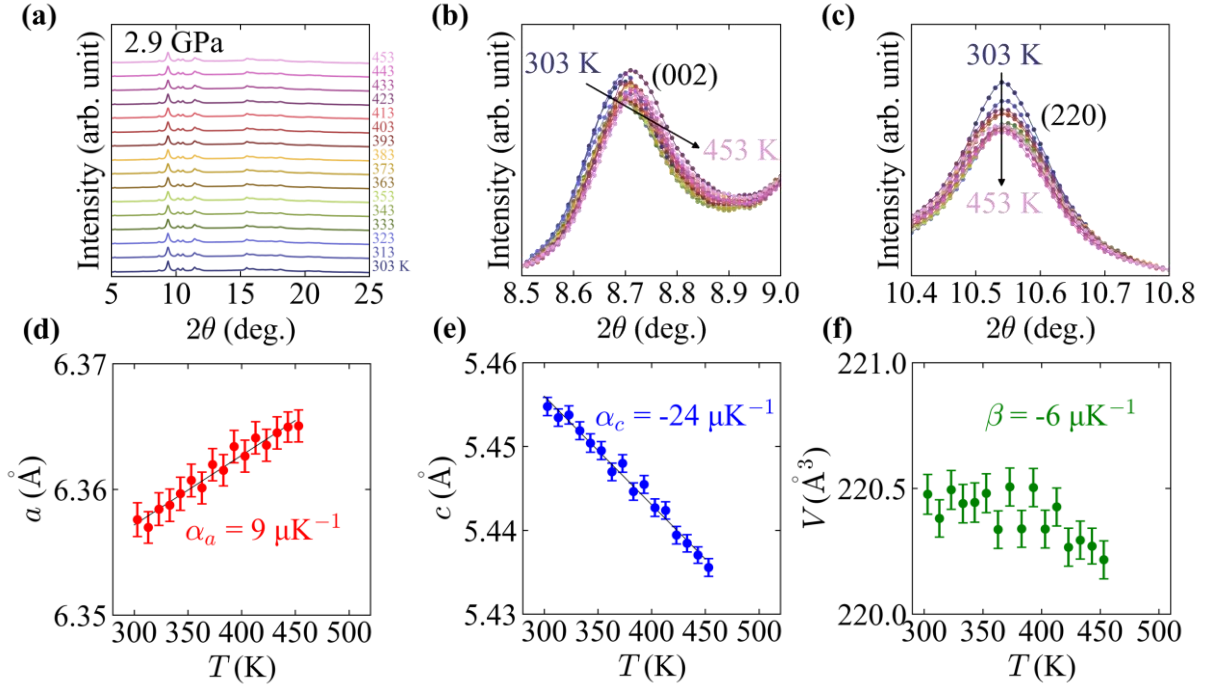 (a)
2.9 GPa
Intensity (arb. unit)
453
443
433
423
413
403
393
383
373
363
353
343
333
323
313
303 K
5 10 15 20 25
2θ (deg.)
(b)
303 K
(002)
453 K
Intensity (arb. unit)
8.5 8.6 8.7 8.8 8.9 9.0
2θ (deg.)
(c)
303 K
(220)
453 K
Intensity (arb. unit)
10.4 10.5 10.6 10.7 10.8
2θ (deg.)
(d)
6.37
6.36
6.35
a (Å)
αₐ = 9 μK⁻¹
300 350 400 450 500
T (K)
(e)
5.46
5.45
5.44
5.43
c (Å)
α_c = -24 μK⁻¹
300 350 400 450 500
T (K)
(f)
221.0
220.5
220.0
V (Å³)
β = -6 μK⁻¹
300 350 400 450 500
T (K)